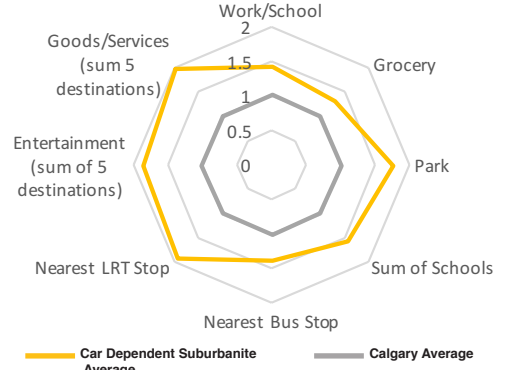 Work/School
2
Goods/Services
(sum 5
destinations)
1.5
Grocery
1
0.5
Entertainment
(sum of 5
destinations)
0
Park
Nearest LRT Stop
Sum of Schools
Nearest Bus Stop
Car Dependent Suburbanite
Average
Calgary Average